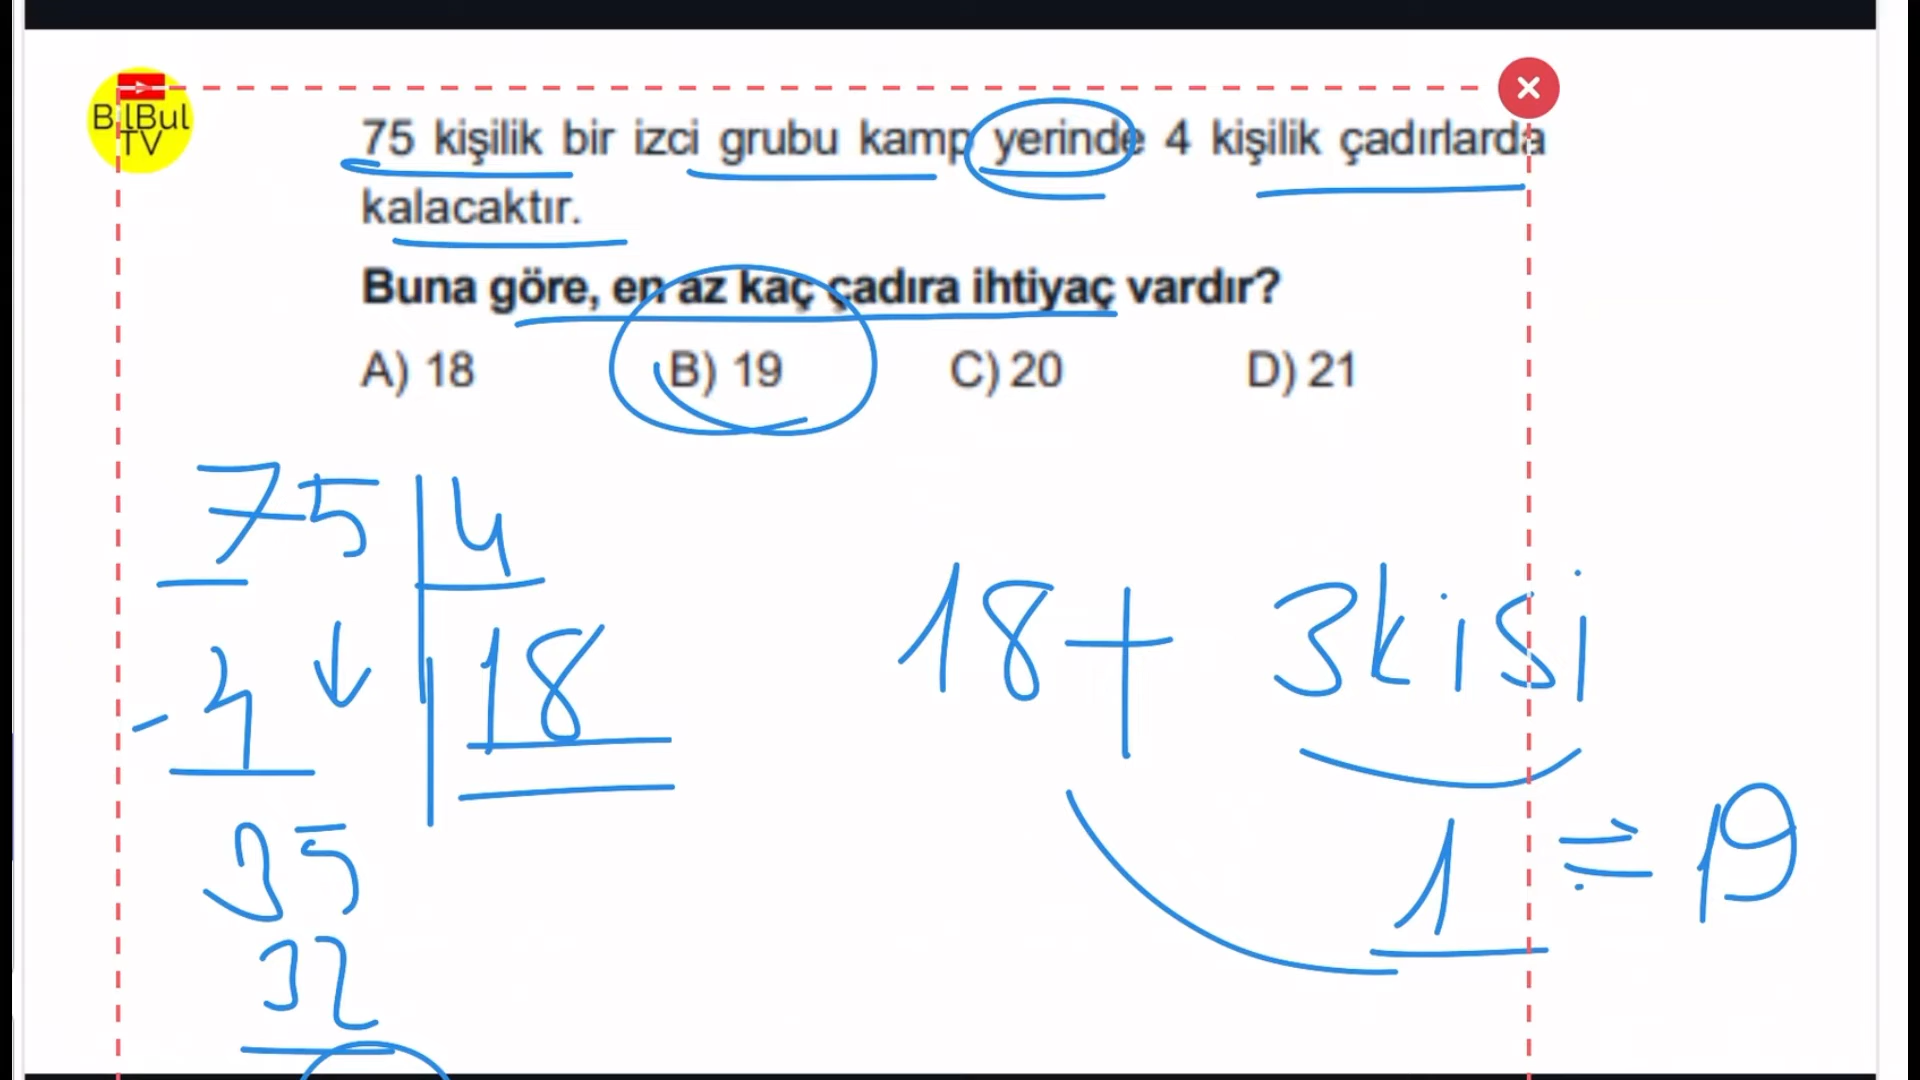 BilBul
TV
75 kişilik bir izci grubu kamp yerinde 4 kişilik çadırlarda
kalacaktır.
Buna göre, en az kaç çadıra ihtiyaç vardır?
A) 18 B) 19 C) 20 D) 21
75 4
- 4 18
35
32
18 + 3 kisi
1 = 19